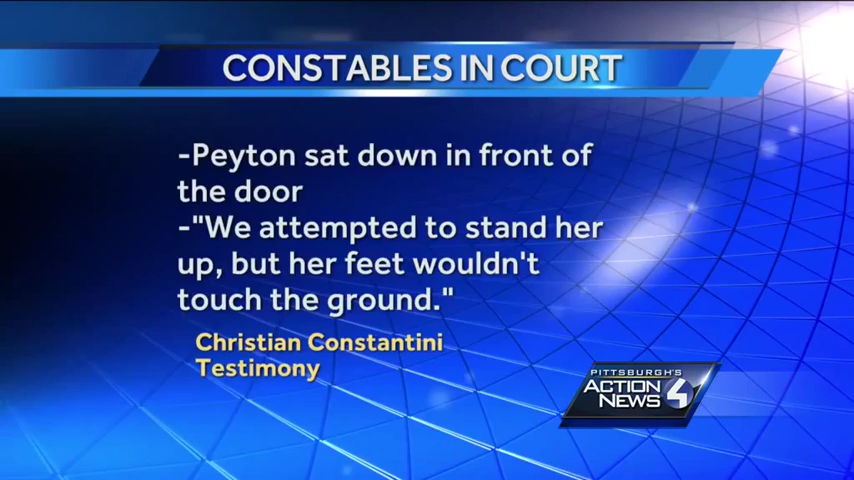 CONSTABLES IN COURT
-Peyton sat down in front of
the door
-"We attempted to stand her
up, but her feet wouldn't
touch the ground."
Christian Constantini
Testimony
PITTSBURGH'S
ACTION
NEWS 4